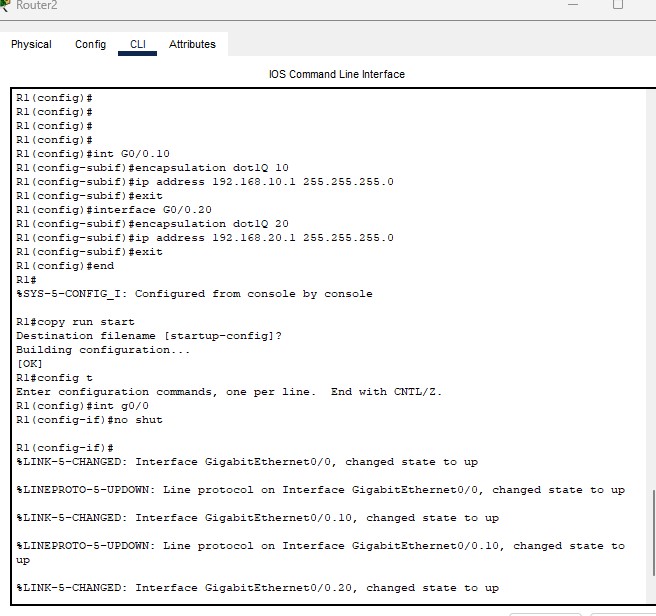 Router2
Physical Config CLI Attributes
IOS Command Line Interface
R1(config)#
R1(config)#
R1(config)#
R1(config)#
R1(config)#int G0/0.10
R1(config-subif)#encapsulation dot1Q 10
R1(config-subif)#ip address 192.168.10.1 255.255.255.0
R1(config-subif)#exit
R1(config)#interface G0/0.20
R1(config-subif)#encapsulation dot1Q 20
R1(config-subif)#ip address 192.168.20.1 255.255.255.0
R1(config-subif)#exit
R1(config)#end
R1#
%SYS-5-CONFIG_I: Configured from console by console
R1#copy run start
Destination filename [startup-config]?
Building configuration...
[OK]
R1#config t
Enter configuration commands, one per line.  End with CNTL/Z.
R1(config)#int g0/0
R1(config-if)#no shut
R1(config-if)#
%LINK-5-CHANGED: Interface GigabitEthernet0/0, changed state to up
%LINEPROTO-5-UPDOWN: Line protocol on Interface GigabitEthernet0/0, changed state to up
%LINK-5-CHANGED: Interface GigabitEthernet0/0.10, changed state to up
%LINEPROTO-5-UPDOWN: Line protocol on Interface GigabitEthernet0/0.10, changed state to
up
%LINK-5-CHANGED: Interface GigabitEthernet0/0.20, changed state to up